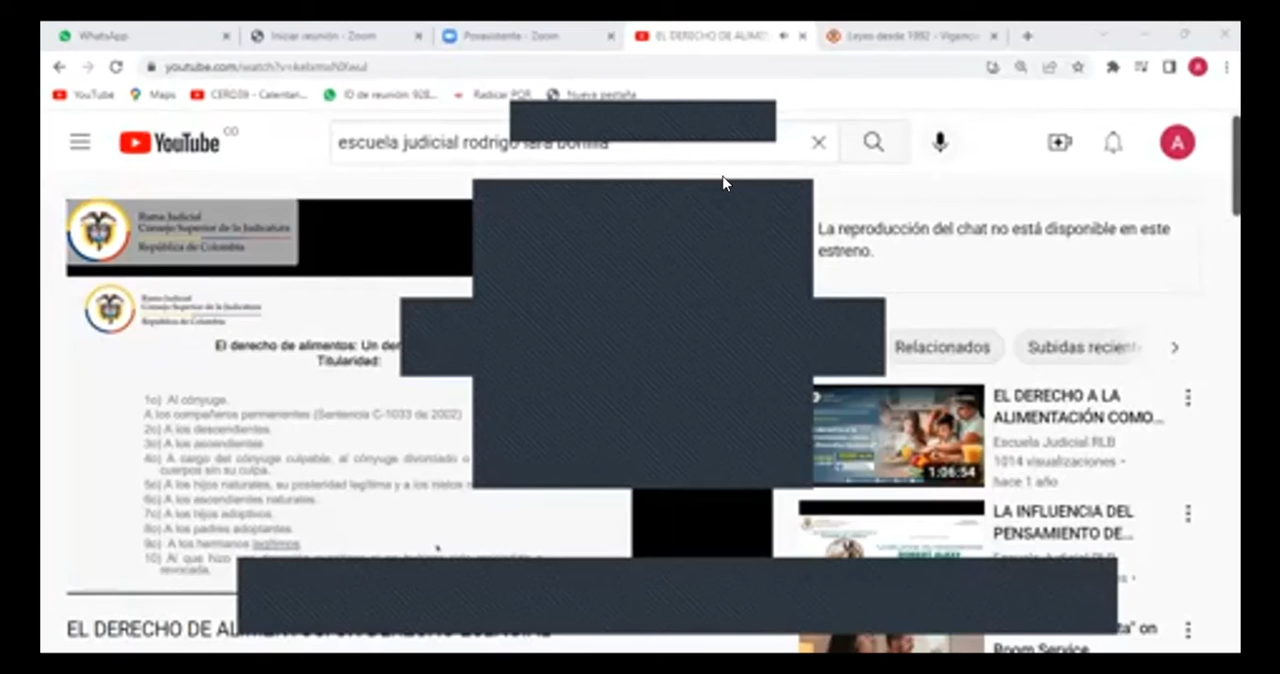 WhatsApp
Iniciar reunión - Zoom
Posasistente - Zoom
EL DERECHO DE ALIME
Leyes desde 1992 - Vigenc
youtube.com/watch?v=
YouTube
Maps
CERO39 - Calentan...
ID de reunión: 928...
Radicar PQR
Nueva pestaña
YouTube CO
escuela judicial rodrigo lara bonilla
A
Rama Judicial
Consejo Superior de la Judicatura
República de Colombia
La reproducción del chat no está disponible en este
estreno.
Rama Judicial
Consejo Superior de la Judicatura
República de Colombia
El derecho de alimentos: Un der
Titularidad:
Relacionados
Subidas recient
1o) Al cónyuge.
A los compañeros permanentes (Sentencia C-1033 de 2002)
2o) A los descendientes.
3o) A los ascendientes
4o) A cargo del cónyuge culpable, al cónyuge divorciado o
cuerpos sin su culpa.
5o) A los hijos naturales, su posteridad legítima y a los nietos
6o) A los ascendientes naturales.
7o) A los hijos adoptivos.
8o) A los padres adoptantes.
9o) A los hermanos legítimos.
10) Al que hizo
revocada.
EL DERECHO A LA
ALIMENTACIÓN COMO...
Escuela Judicial RLB
1014 visualizaciones •
hace 1 año
1:06:54
LA INFLUENCIA DEL
PENSAMIENTO DE...
EL DERECHO DE AL
ta" on
Room Service